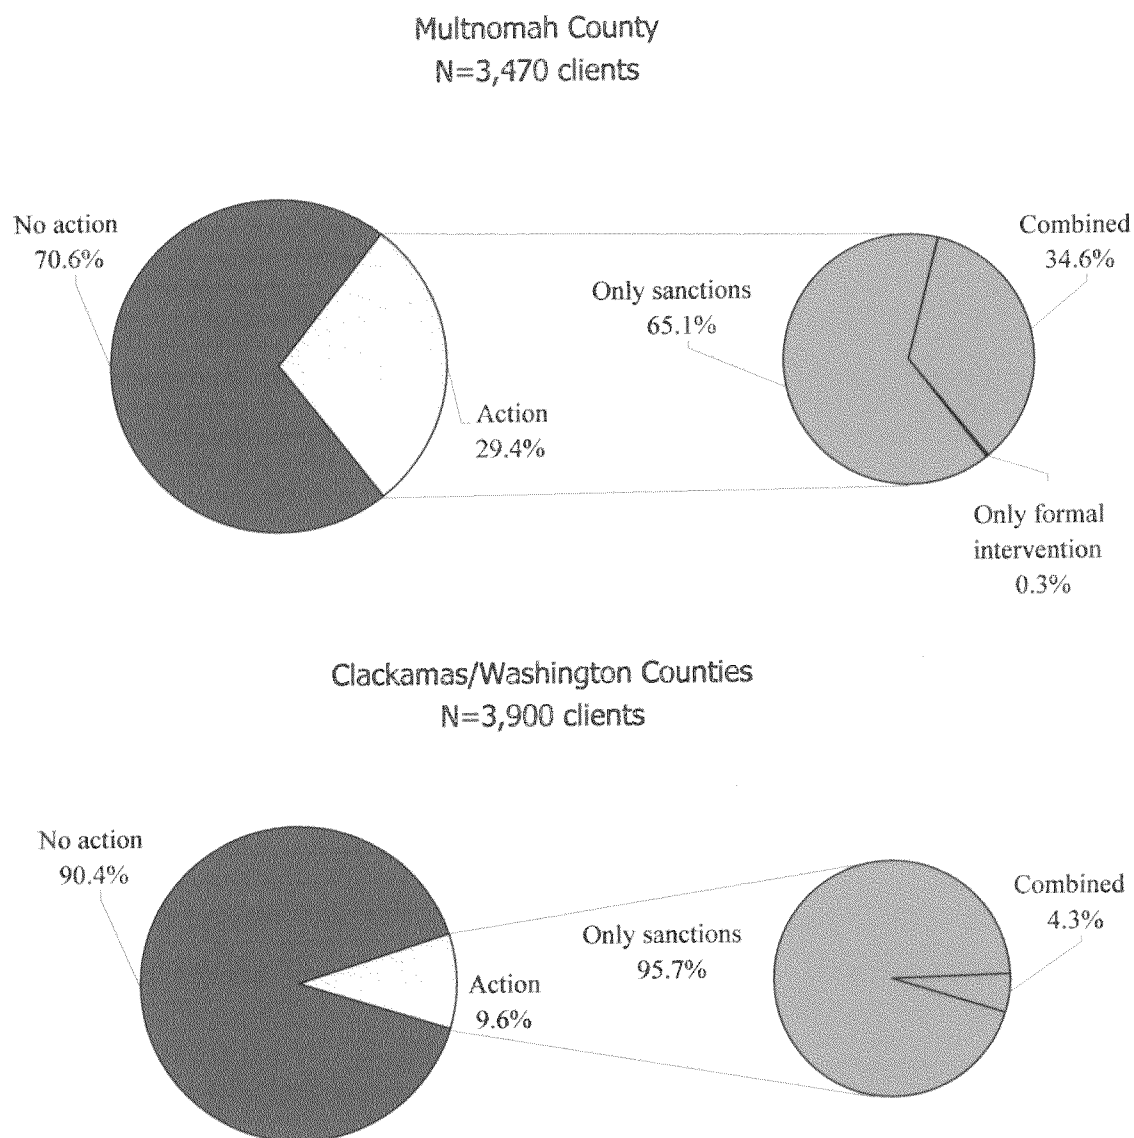 Multnomah County
N=3,470 clients
No action
70.6%
Action
29.4%
Only sanctions
65.1%
Combined
34.6%
Only formal
intervention
0.3%
Clackamas/Washington Counties
N=3,900 clients
No action
90.4%
Action
9.6%
Only sanctions
95.7%
Combined
4.3%